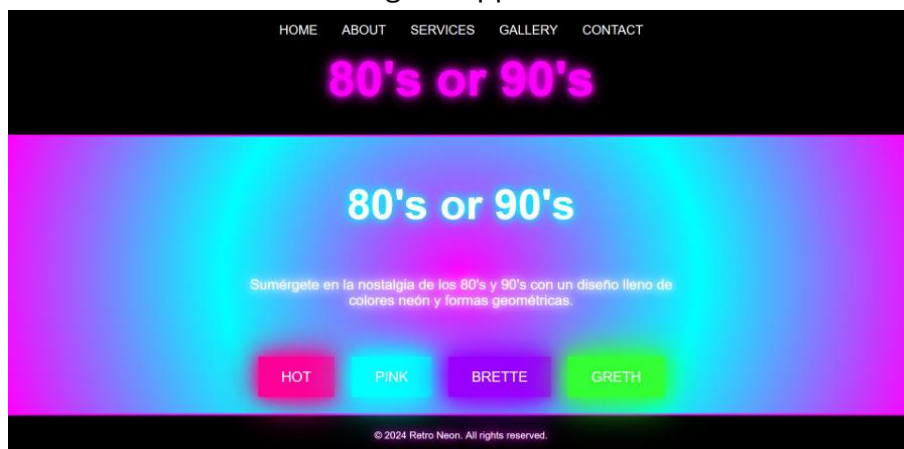 HOME ABOUT SERVICES GALLERY CONTACT
80's or 90's
80's or 90's
Sumérgete en la nostalgia de los 80's y 90's con un diseño lleno de
colores neón y formas geométricas.
HOT PINK BRETTE GRETH
© 2024 Retro Neon. All rights reserved.